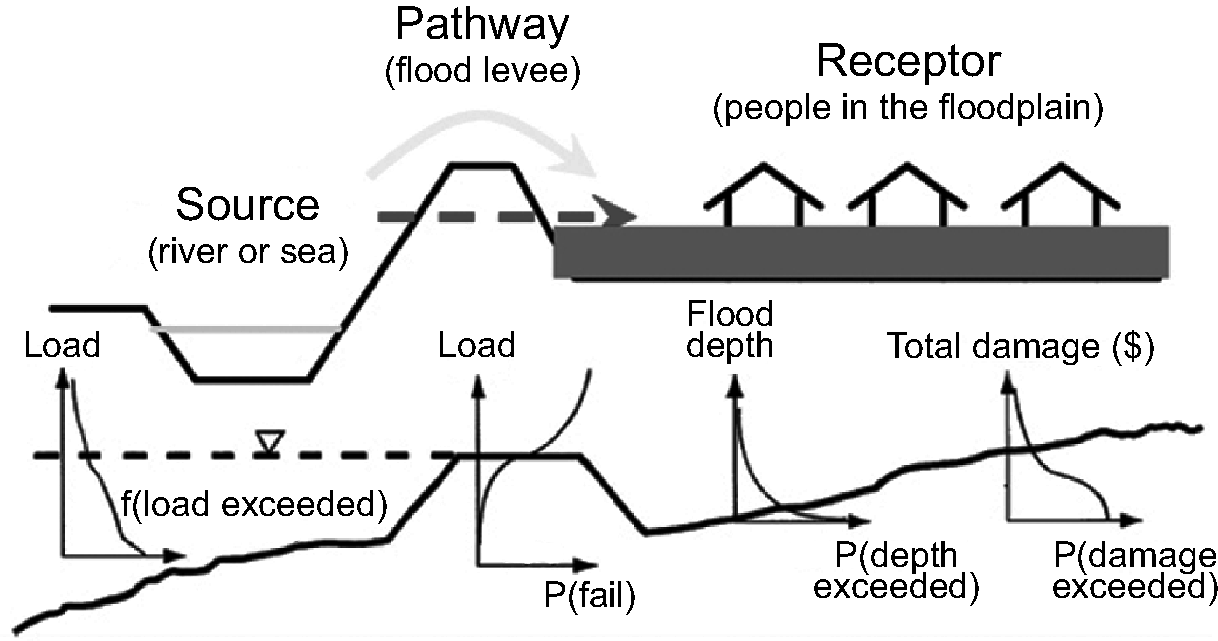 Pathway
(flood levee)
Receptor
(people in the floodplain)
Source
(river or sea)
Load
Load
Flood
depth
Total damage ($)
f(load exceeded)
P(fail)
P(depth
exceeded)
P(damage
exceeded)